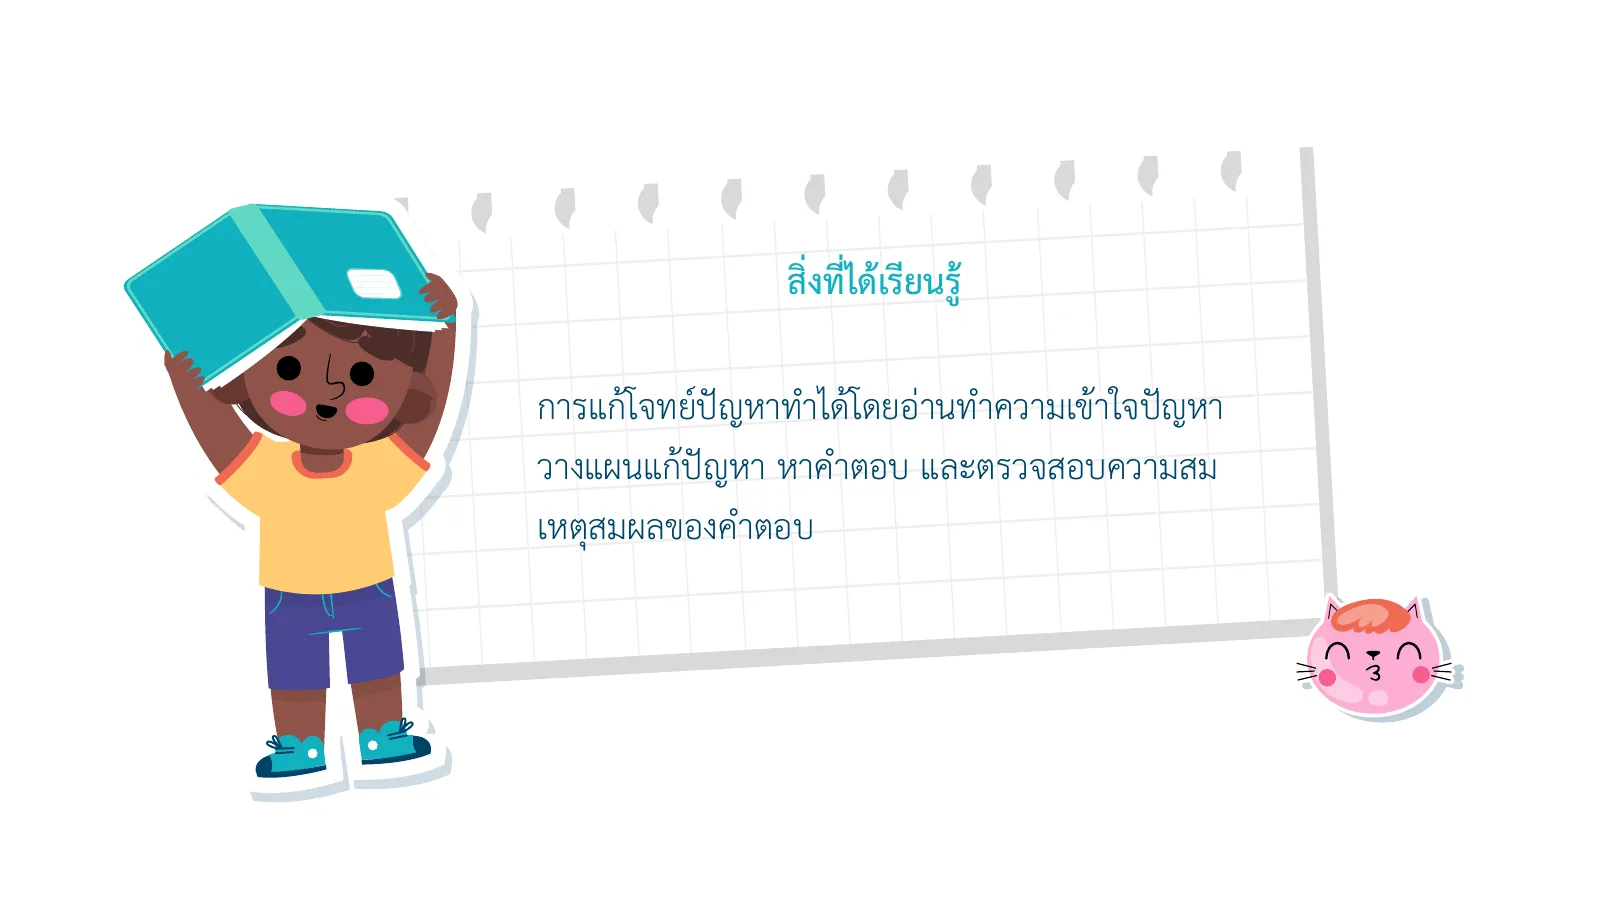 สิ่งที่ได้เรียนรู้
การแก้โจทย์ปัญหาทำได้โดยอ่านทำความเข้าใจปัญหา
วางแผนแก้ปัญหา หาคำตอบ และตรวจสอบความสม
เหตุสมผลของคำตอบ